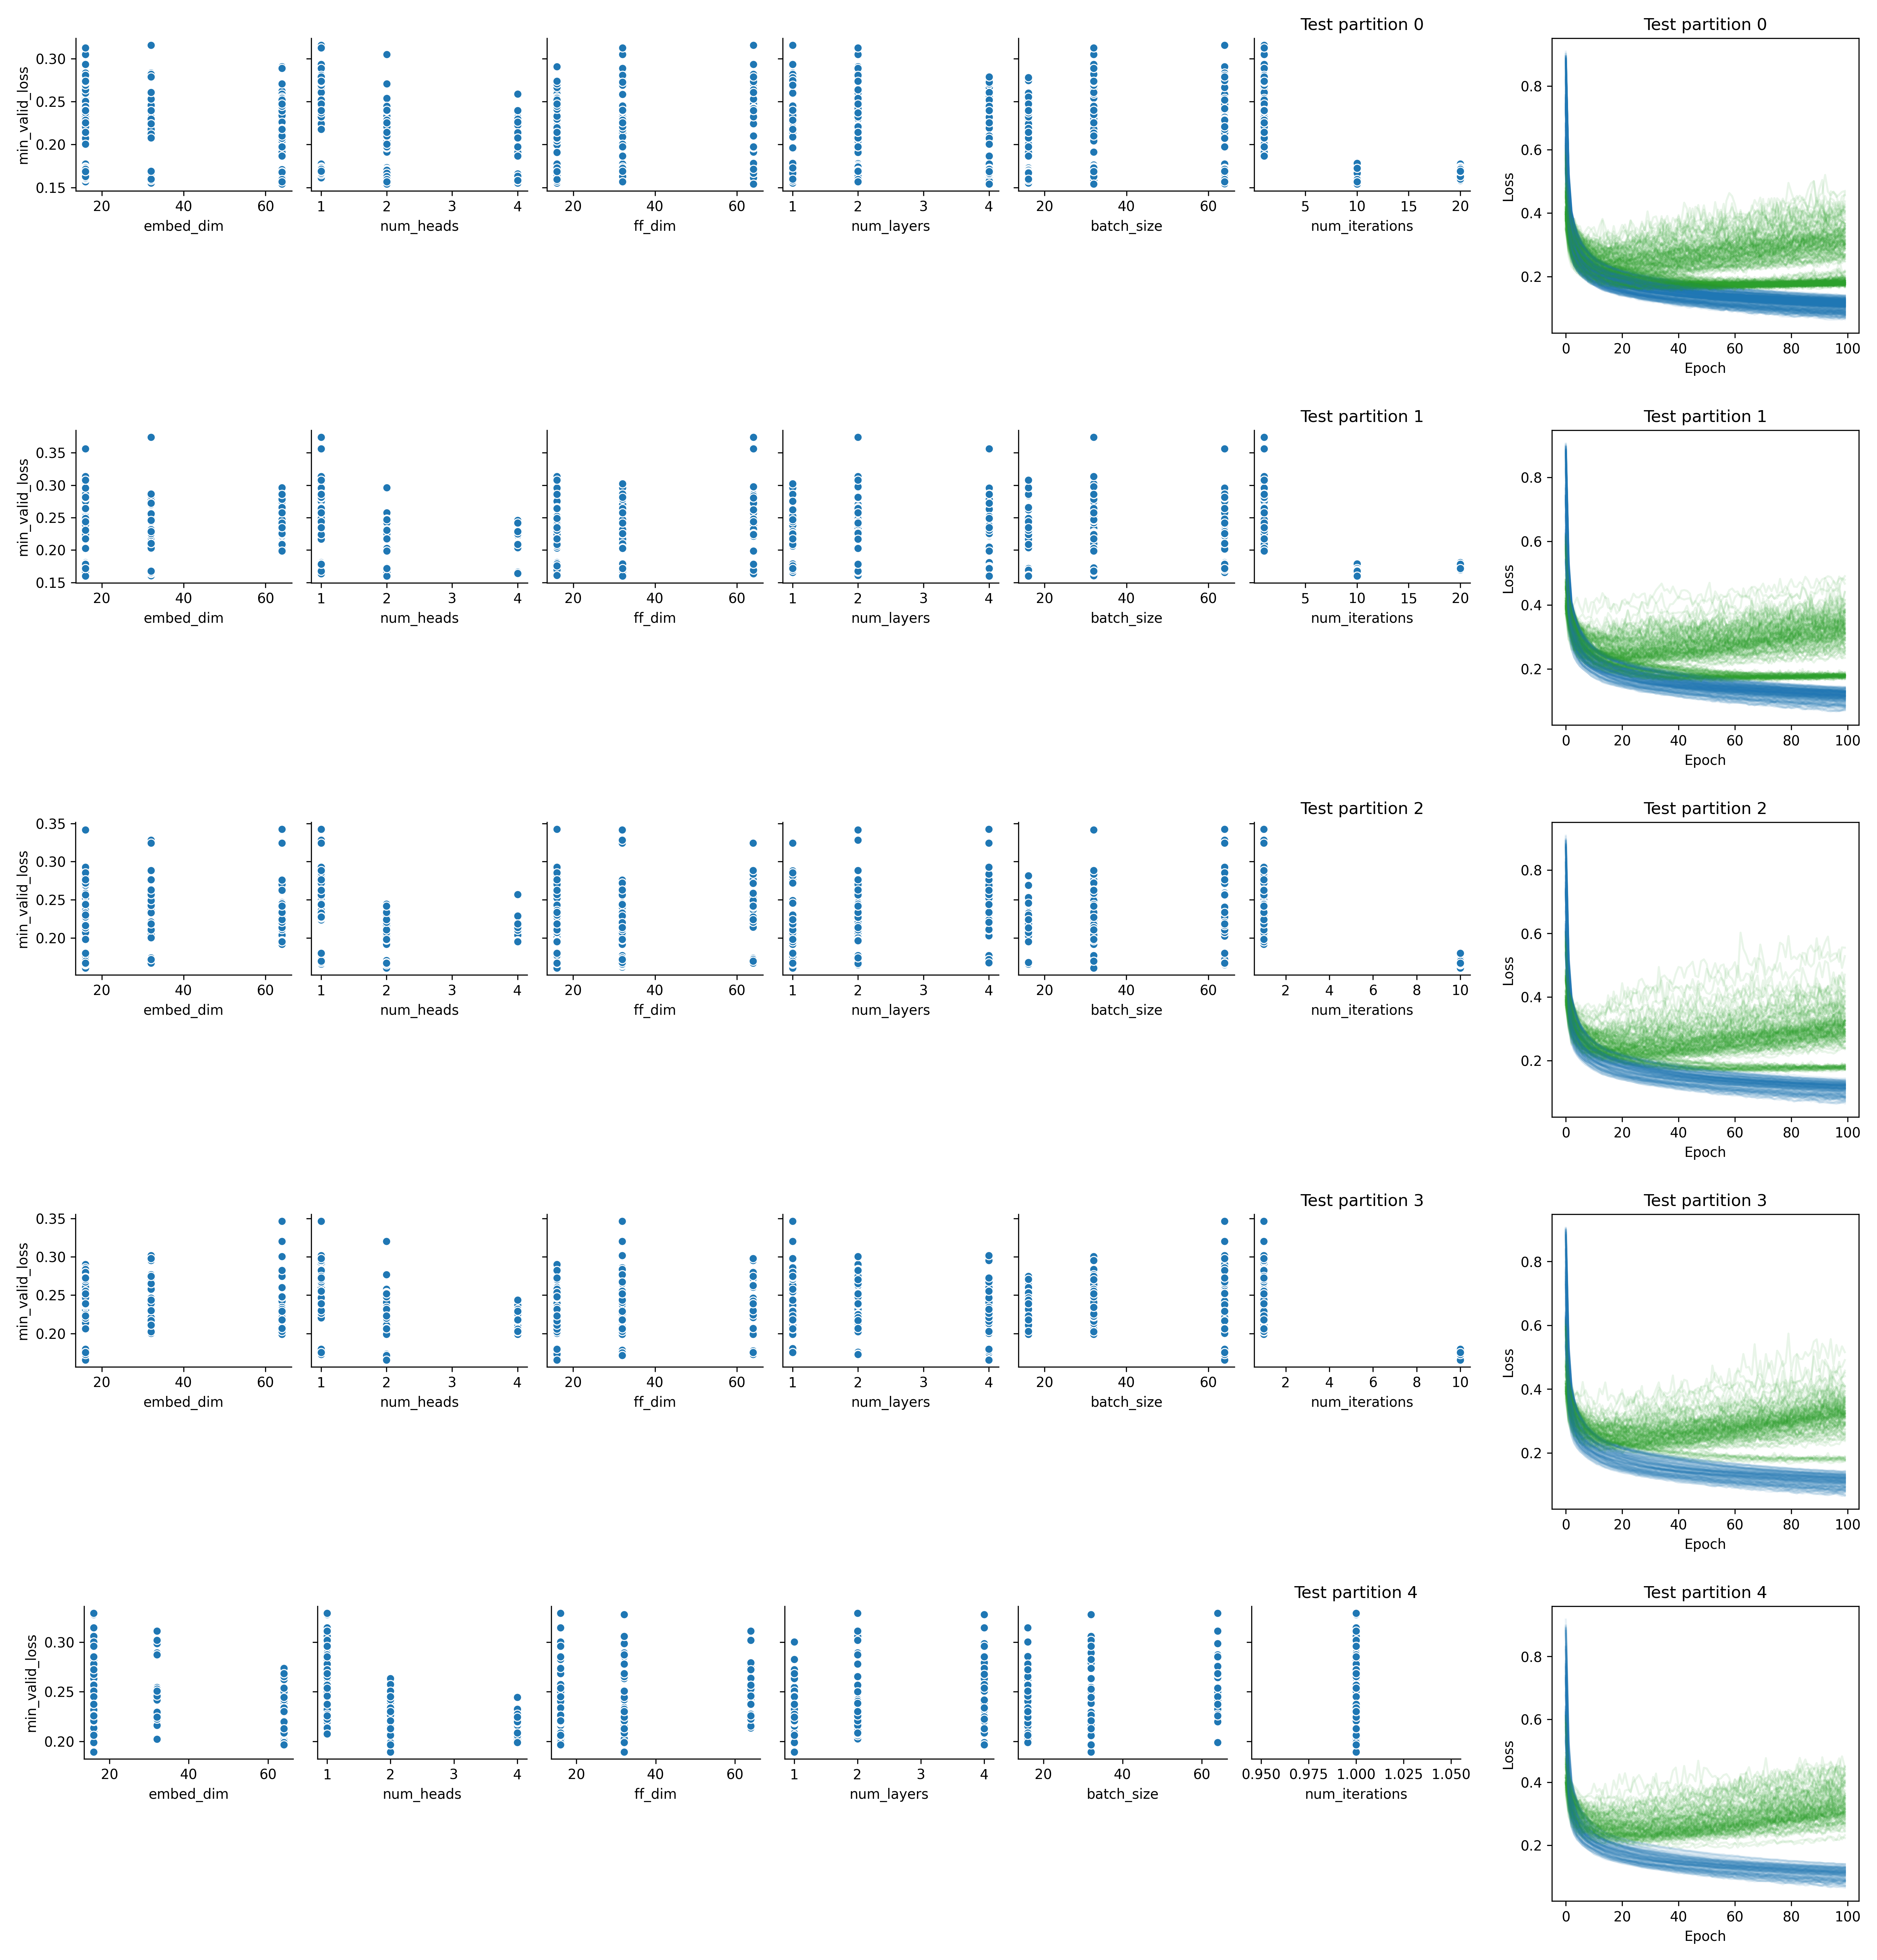 Test partition 0 Test partition 0
min_valid_loss 0.30 0.25 0.20 0.15
20 40 60 1 2 3 4 20 40 60 1 2 3 4 20 40 60 5 10 15 20
embed_dim num_heads ff_dim num_layers batch_size num_iterations
Loss 0.8 0.6 0.4 0.2
0 20 40 60 80 100
Epoch
Test partition 1 Test partition 1
min_valid_loss 0.35 0.30 0.25 0.20 0.15
20 40 60 1 2 3 4 20 40 60 1 2 3 4 20 40 60 5 10 15 20
embed_dim num_heads ff_dim num_layers batch_size num_iterations
Loss 0.8 0.6 0.4 0.2
0 20 40 60 80 100
Epoch
Test partition 2 Test partition 2
min_valid_loss 0.35 0.30 0.25 0.20
20 40 60 1 2 3 4 20 40 60 1 2 3 4 20 40 60 2 4 6 8 10
embed_dim num_heads ff_dim num_layers batch_size num_iterations
Loss 0.8 0.6 0.4 0.2
0 20 40 60 80 100
Epoch
Test partition 3 Test partition 3
min_valid_loss 0.35 0.30 0.25 0.20
20 40 60 1 2 3 4 20 40 60 1 2 3 4 20 40 60 2 4 6 8 10
embed_dim num_heads ff_dim num_layers batch_size num_iterations
Loss 0.8 0.6 0.4 0.2
0 20 40 60 80 100
Epoch
Test partition 4 Test partition 4
min_valid_loss 0.30 0.25 0.20
20 40 60 1 2 3 4 20 40 60 1 2 3 4 20 40 60 0.950 0.975 1.000 1.025 1.050
embed_dim num_heads ff_dim num_layers batch_size num_iterations
Loss 0.8 0.6 0.4 0.2
0 20 40 60 80 100
Epoch